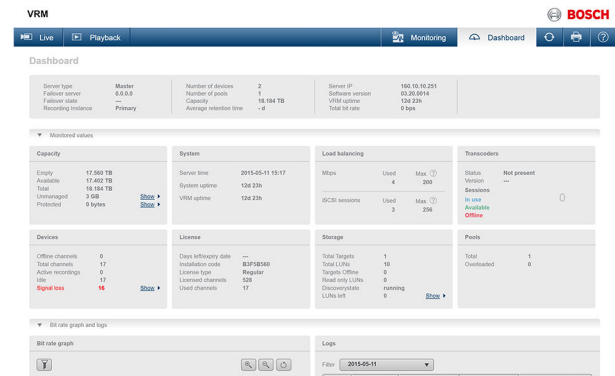 VRM
BOSCH
Live
Playback
Monitoring
Dashboard
Dashboard
Server type Master
Failover server 0.0.0.0
Failover state ---
Recording Instance Primary
Number of devices 2
Number of pools 1
Capacity 18.184 TB
Average retention time - d
Server IP 160.10.10.251
Software version 03.20.0014
VRM uptime 12d 23h
Total bit rate 0 bps
Monitored values
Capacity
Empty 17.560 TB
Available 17.402 TB
Total 18.184 TB
Unmanaged 3 GB Show
Protected 0 bytes Show
System
Server time 2015-05-11 15:17
System uptime 12d 23h
VRM uptime 12d 23h
Load balancing
Mbps Used Max. ?
4 200
iSCSI sessions Used Max. ?
3 256
Transcoders
Status Not present
Version ---
Sessions
In use
Available
Offline
0
Devices
Offline channels 0
Total channels 17
Active recordings 0
Idle 17
Signal loss 16 Show
License
Days left/expiry date ---
Installation code B3F5B560
License type Regular
Licensed channels 528
Used channels 17
Storage
Total Targets 1
Total LUNs 10
Targets Offline 0
Read only LUNs 0
Discoverystate running
LUNs left 0 Show
Pools
Total 1
Overloaded 0
Bit rate graph and logs
Bit rate graph
Logs
Filter 2015-05-11